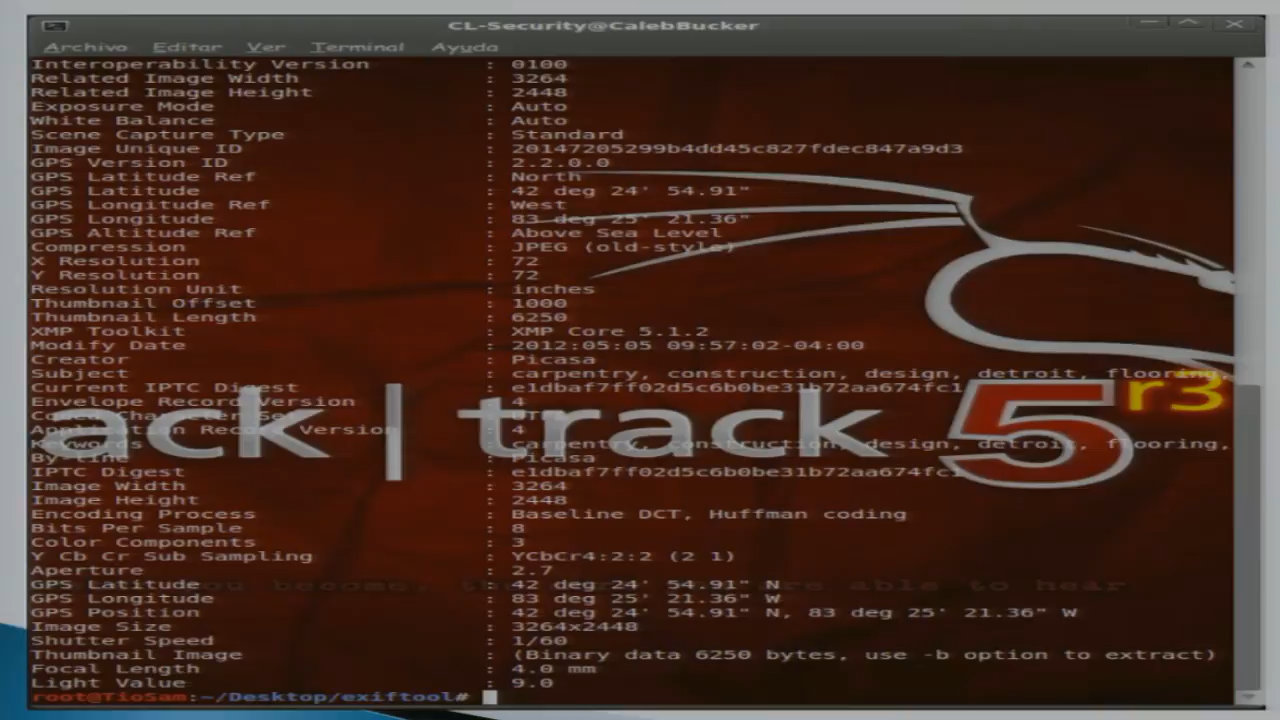 CL-Security@CalebBucker
Archivo Editar Ver Terminal Ayuda
Interoperability Version : 0100
Related Image Width : 3264
Related Image Height : 2448
Exposure Mode : Auto
White Balance : Auto
Scene Capture Type : Standard
Image Unique ID : 20147205299b4dd45c827fdec847a9d3
GPS Version ID : 2.2.0.0
GPS Latitude Ref : North
GPS Latitude : 42 deg 24' 54.91"
GPS Longitude Ref : West
GPS Longitude : 83 deg 25' 21.36"
GPS Altitude Ref : Above Sea Level
Compression : JPEG (old-style)
X Resolution : 72
Y Resolution : 72
Resolution Unit : inches
Thumbnail Offset : 1000
Thumbnail Length : 6250
XMP Toolkit : XMP Core 5.1.2
Modify Date : 2012:05:05 09:57:02-04:00
Creator : Picasa
Subject : carpentry, construction, design, detroit, flooring,
Current IPTC Digest : e1dbaf7ff02d5c6b0be31b72aa674fc1
Envelope Record Version : 4
Coded Character Set :
Application Record Version : 4
Keywords : carpentry, construction, design, detroit, flooring,
By-line : Picasa
IPTC Digest : e1dbaf7ff02d5c6b0be31b72aa674fc1
ack | track 5 r3
Image Width : 3264
Image Height : 2448
Encoding Process : Baseline DCT, Huffman coding
Bits Per Sample : 8
Color Components : 3
Y Cb Cr Sub Sampling : YCbCr4:2:2 (2 1)
Aperture : 2.7
GPS Latitude : 42 deg 24' 54.91" N
become, able to hear
GPS Longitude : 83 deg 25' 21.36" W
GPS Position : 42 deg 24' 54.91" N, 83 deg 25' 21.36" W
Image Size : 3264x2448
Shutter Speed : 1/60
Thumbnail Image : (Binary data 6250 bytes, use -b option to extract)
Focal Length : 4.0 mm
Light Value : 9.0
root@TioSam:~/Desktop/exiftool#